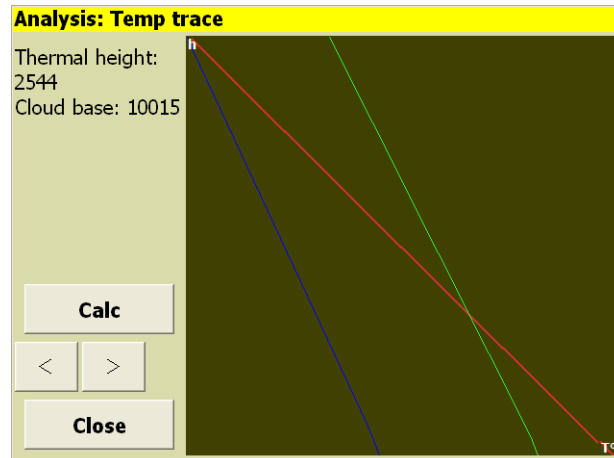 Analysis: Temp trace
Thermal height:
2544
Cloud base: 10015
h
Calc
< >
Close
T°